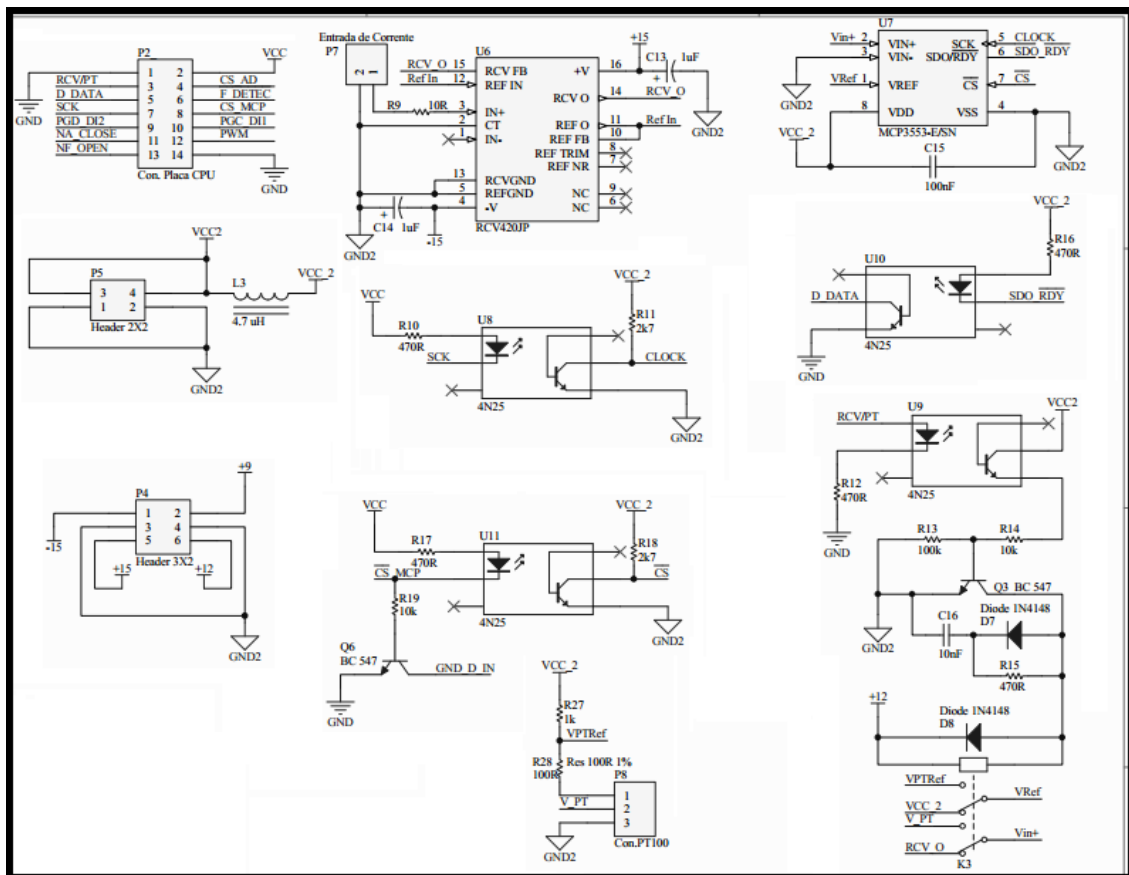 P2
VCC
1 2
RCV/PT 3 4 CS_AD
D_DATA 5 6 F_DETEC
SCK 7 8 CS_MCP
PGD_DI2 9 10 PGC_DI1
NA_CLOSE 11 12 PWM
NF_OPEN 13 14
GND
GND
Con. Placa CPU
Entrada de Corrente
P7
2 1
R9 10R
U6
RCV_O 15 RCV FB
Ref In 12 REF IN
3 IN+
2 CT
1 IN-
13 RCVGND
5 REFGND
4 -V
+V 16
RCV O 14 RCV_O
REF O 11 Ref In
REF FB 10
REF TRIM 8
REF NR 7
NC 9
NC 6
RCV420JP
+15
C13 1uF
+
GND2
+
C14 1uF
-15
GND2
U7
Vin+ 2 VIN+
3 VIN-
VRef 1 VREF
8 VDD
SCK 5 CLOCK
SDO/RDY 6 SDO_RDY
CS 7 CS
VSS 4
MCP3553-E/SN
GND2
VCC_2
C15
100nF
GND2
VCC2
P5
3 4
1 2
Header 2X2
L3
4.7 uH
VCC_2
GND2
VCC
R10
470R
SCK
U8
4N25
VCC_2
R11
2k7
CLOCK
GND2
VCC_2
R16
470R
U10
D_DATA
SDO_RDY
4N25
GND
RCV/PT
U9
VCC2
R12
470R
4N25
R13
100k
R14
10k
Q3 BC 547
GND2
C16
10nF
Diode 1N4148
D7
R15
470R
+12
Diode 1N4148
D8
VPTRef
VCC_2
V_PT
RCV_O
VRef
Vin+
K3
+9
P4
1 2
3 4
5 6
Header 3X2
-15
+15
+12
GND2
VCC
R17
470R
CS_MCP
U11
4N25
R19
10k
VCC_2
R18
2k7
CS
GND2
Q6
BC 547
GND_D_IN
GND
VCC_2
R27
1k
VPTRef
R28
100R
Res 100R 1%
P8
1
V_PT 2
3
GND2
Con.PT100